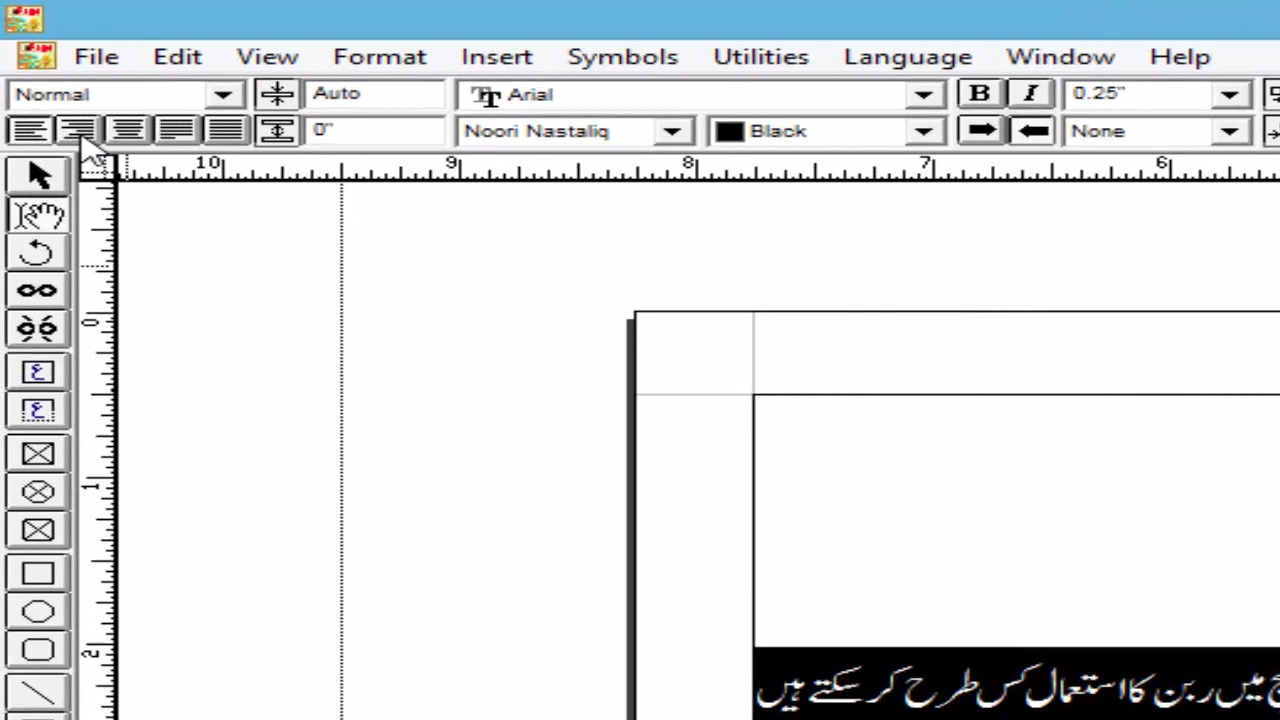 File Edit View Format Insert Symbols Utilities Language Window Help
Normal Auto Arial B I 0.25"
0" Noori Nastaliq Black None
10 9 8 7 6
0
1
2
ع
ع
میں ربن کا استعمال کس طرح کر سکتے ہیں